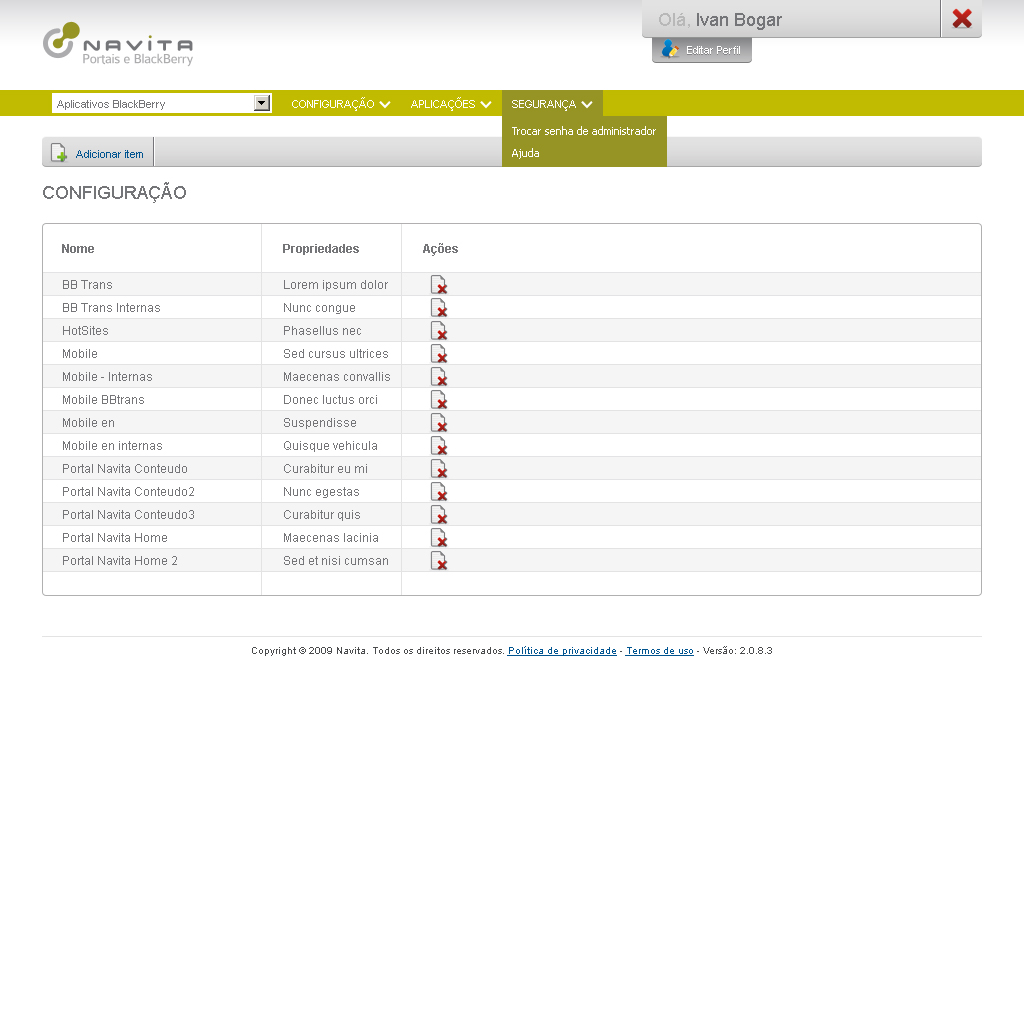 Olá, Ivan Bogar
NAVITA
Portais e BlackBerry
Editar Perfil
Aplicativos BlackBerry
CONFIGURAÇÃO
APLICAÇÕES
SEGURANÇA
Trocar senha de administrador
Ajuda
Adicionar item
CONFIGURAÇÃO
Nome Propriedades Ações
BB Trans Lorem ipsum dolor
BB Trans Internas Nunc congue
HotSites Phasellus nec
Mobile Sed cursus ultrices
Mobile - Internas Maecenas convallis
Mobile BBtrans Donec luctus orci
Mobile en Suspendisse
Mobile en internas Quisque vehicula
Portal Navita Conteudo Curabitur eu mi
Portal Navita Conteudo2 Nunc egestas
Portal Navita Conteudo3 Curabitur quis
Portal Navita Home Maecenas lacinia
Portal Navita Home 2 Sed et nisi cumsan
Copyright © 2009 Navita. Todos os direitos reservados. Política de privacidade - Termos de uso - Versão: 2.0.8.3